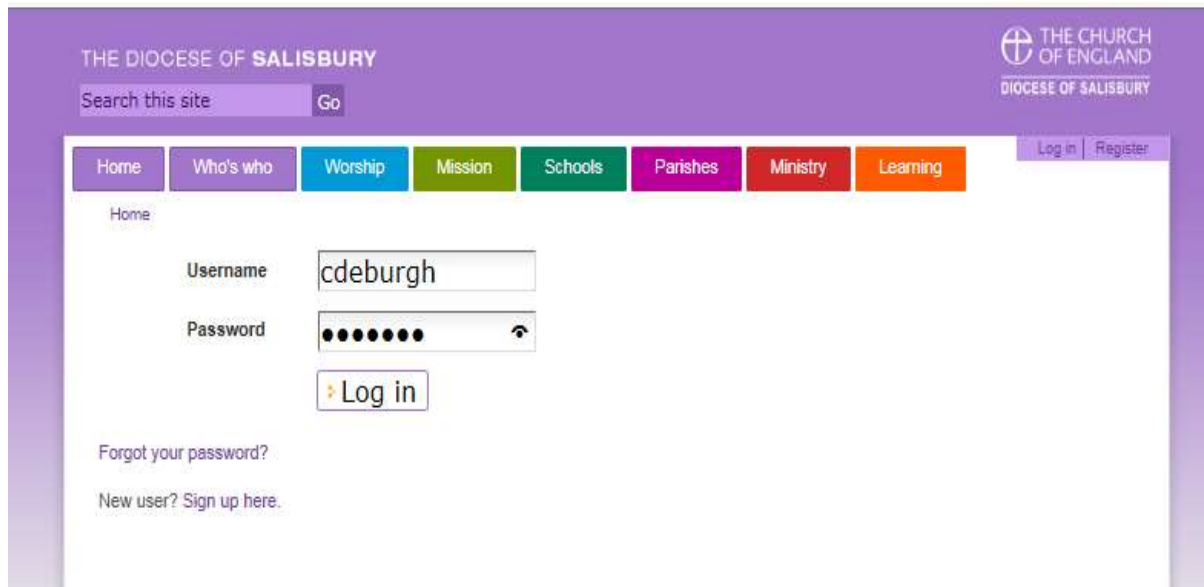 THE DIOCESE OF SALISBURY
THE CHURCH
OF ENGLAND
DIOCESE OF SALISBURY
Search this site Go
Log in | Register
Home Who's who Worship Mission Schools Parishes Ministry Learning
Home
Username cdeburgh
Password •••••••
Log in
Forgot your password?
New user? Sign up here.